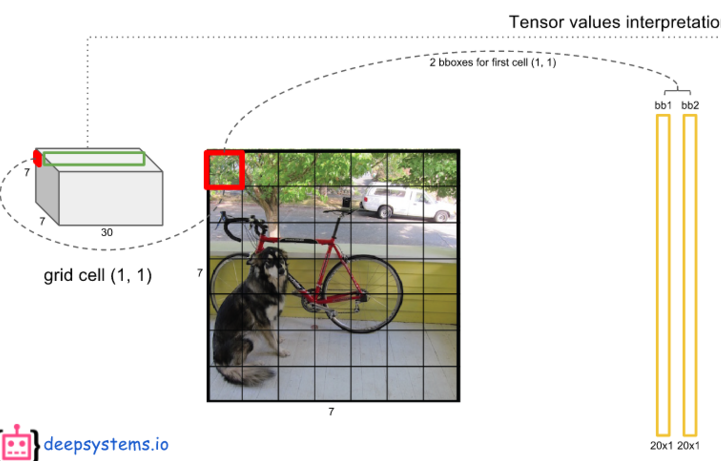 Tensor values interpretatio
2 bboxes for first cell (1, 1)
bb1 bb2
7
7
30
grid cell (1, 1)
7
7
20x1 20x1
deepsystems.io